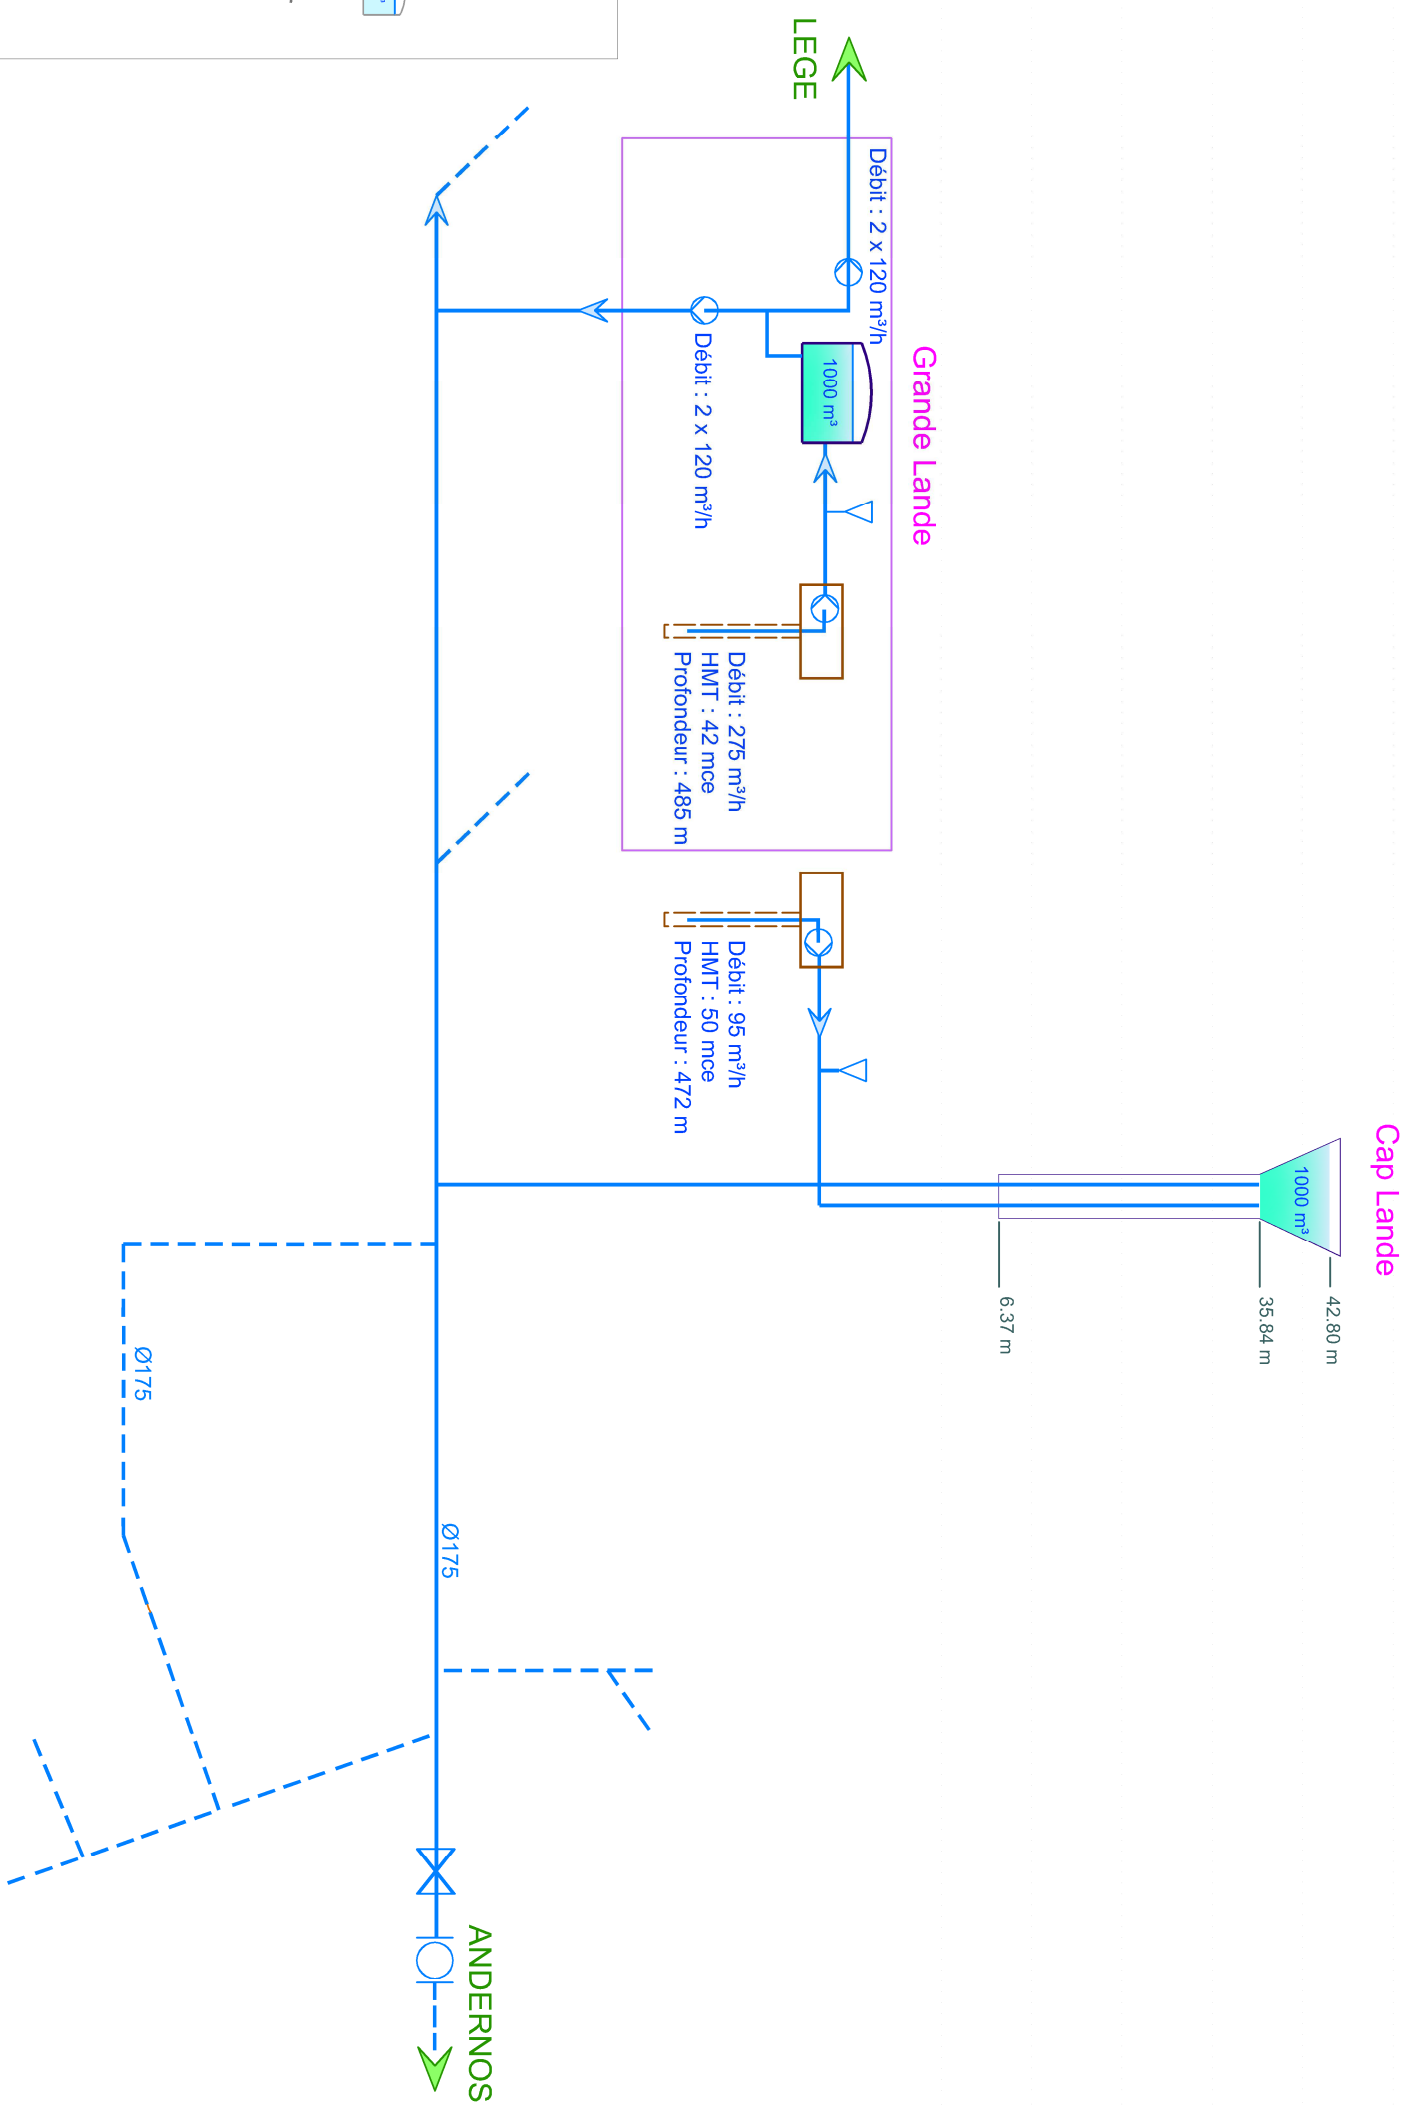 Cap Lande
1000 m³
42.80 m
35.84 m
6.37 m
Grande Lande
LEGE
Débit : 2 x 120 m³/h
1000 m³
Débit : 2 x 120 m³/h
Débit : 275 m³/h
HMT : 42 mce
Profondeur : 485 m
Débit : 95 m³/h
HMT : 50 mce
Profondeur : 472 m
ANDERNOS
Ø175
Ø175